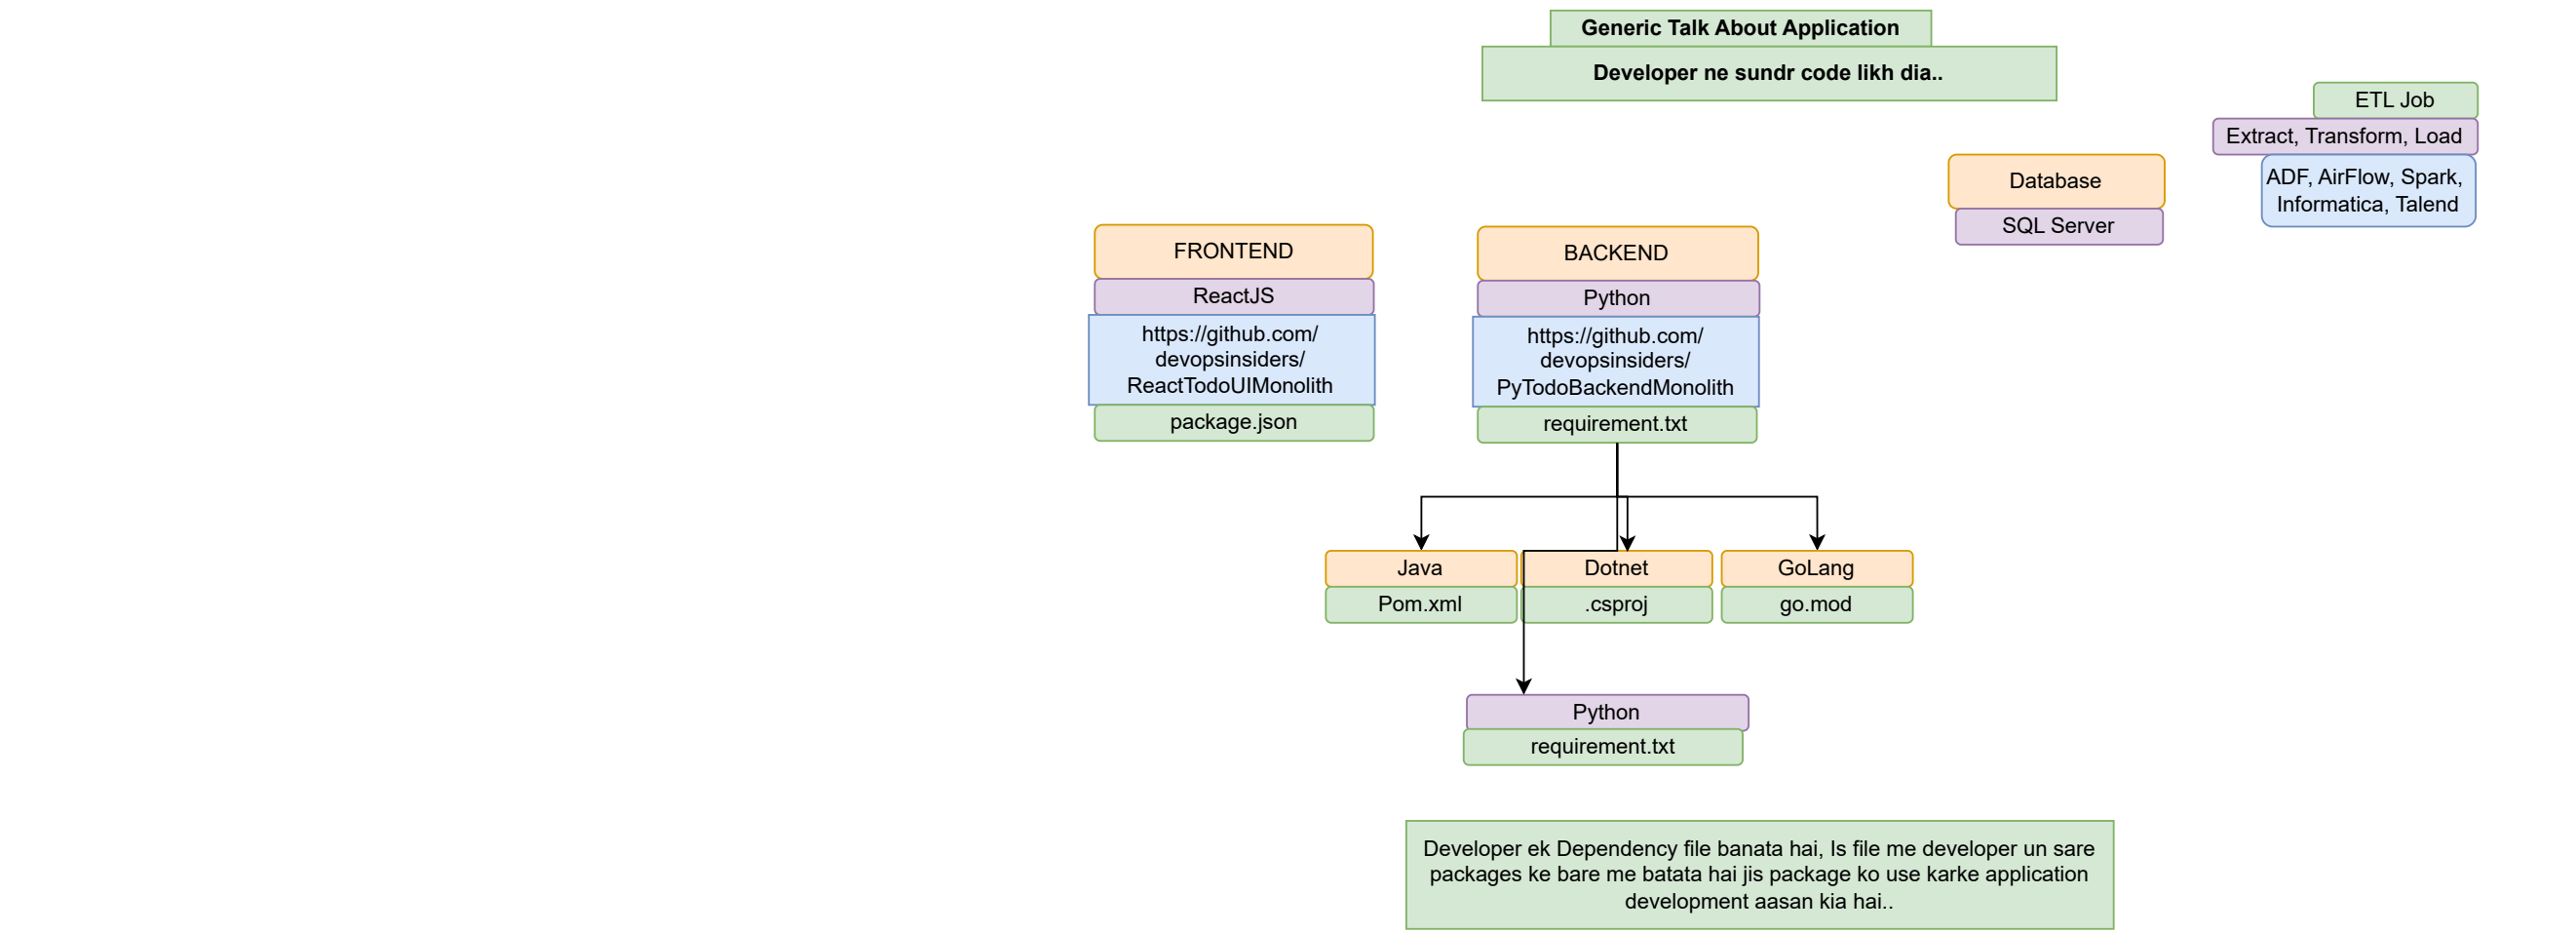 Generic Talk About Application
Developer ne sundr code likh dia..
ETL Job
Extract, Transform, Load
ADF, AirFlow, Spark,
Informatica, Talend
Database
SQL Server
FRONTEND
ReactJS
https://github.com/
devopsinsiders/
ReactTodoUIMonolith
package.json
BACKEND
Python
https://github.com/
devopsinsiders/
PyTodoBackendMonolith
requirement.txt
Java
Pom.xml
Dotnet
.csproj
GoLang
go.mod
Python
requirement.txt
Developer ek Dependency file banata hai, Is file me developer un sare
packages ke bare me batata hai jis package ko use karke application
development aasan kia hai..